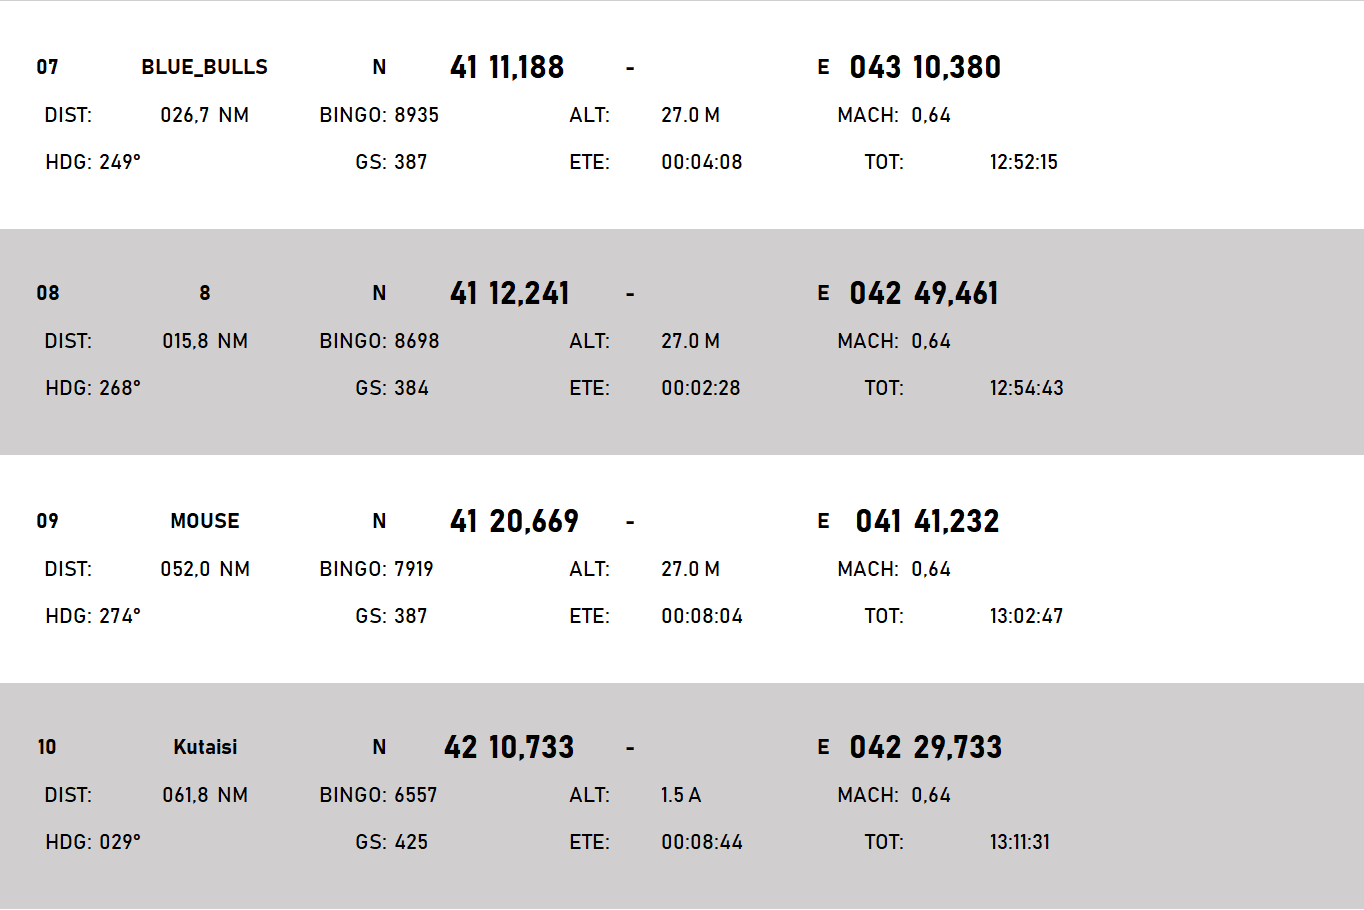 07 BLUE_BULLS N 41 11,188 - E 043 10,380
DIST: 026,7 NM BINGO: 8935 ALT: 27.0 M MACH: 0,64
HDG: 249° GS: 387 ETE: 00:04:08 TOT: 12:52:15
08 8 N 41 12,241 - E 042 49,461
DIST: 015,8 NM BINGO: 8698 ALT: 27.0 M MACH: 0,64
HDG: 268° GS: 384 ETE: 00:02:28 TOT: 12:54:43
09 MOUSE N 41 20,669 - E 041 41,232
DIST: 052,0 NM BINGO: 7919 ALT: 27.0 M MACH: 0,64
HDG: 274° GS: 387 ETE: 00:08:04 TOT: 13:02:47
10 Kutaisi N 42 10,733 - E 042 29,733
DIST: 061,8 NM BINGO: 6557 ALT: 1.5 A MACH: 0,64
HDG: 029° GS: 425 ETE: 00:08:44 TOT: 13:11:31